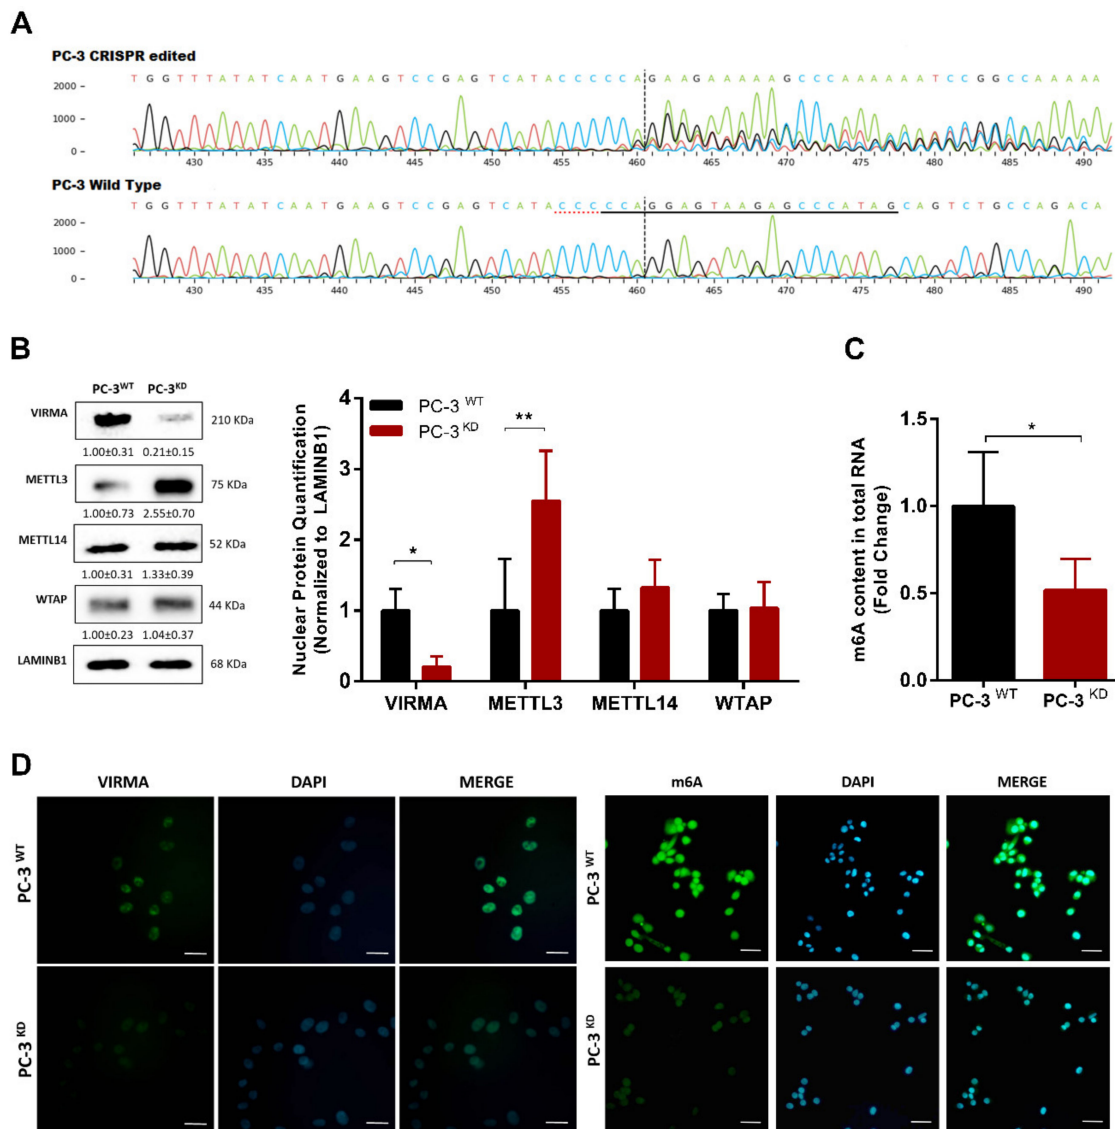 A
PC-3 CRISPR edited
T G G T T T A T A T C A A T G A A G T C C G A G T C A T A C C C C C A G A A G A A A A A G C C C A A A A A A T C C G G C C A A A A A
2000
1000
0
430 435 440 445 450 455 460 465 470 475 480 485 490
PC-3 Wild Type
T G G T T T A T A T C A A T G A A G T C C G A G T C A T A C C C C C A G G A G T A A G A G C C C A T A G C A G T C T G C C A G A C A
2000
1000
0
430 435 440 445 450 455 460 465 470 475 480 485 490
B
PC-3WT PC-3KD
VIRMA
210 KDa
1.00±0.31 0.21±0.15
METTL3
75 KDa
1.00±0.73 2.55±0.70
METTL14
52 KDa
1.00±0.31 1.33±0.39
WTAP
44 KDa
1.00±0.23 1.04±0.37
LAMINB1
68 KDa
Nuclear Protein Quantification
(Normalized to LAMINB1)
4
3
2
1
0
PC-3 WT
PC-3 KD
*
**
VIRMA METTL3 METTL14 WTAP
C
m6A content in total RNA
(Fold Change)
1.5
1.0
0.5
0.0
*
PC-3 WT PC-3 KD
D
VIRMA DAPI MERGE
PC-3 WT
PC-3 KD
m6A DAPI MERGE
PC-3 WT
PC-3 KD